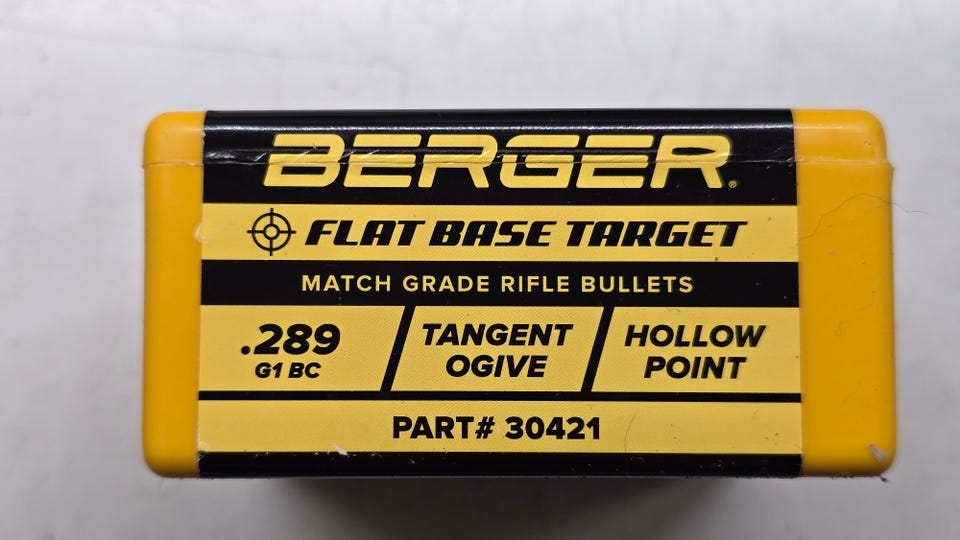 BERGER®
FLAT BASE TARGET
MATCH GRADE RIFLE BULLETS
.289
G1 BC
TANGENT
OGIVE
HOLLOW
POINT
PART# 30421